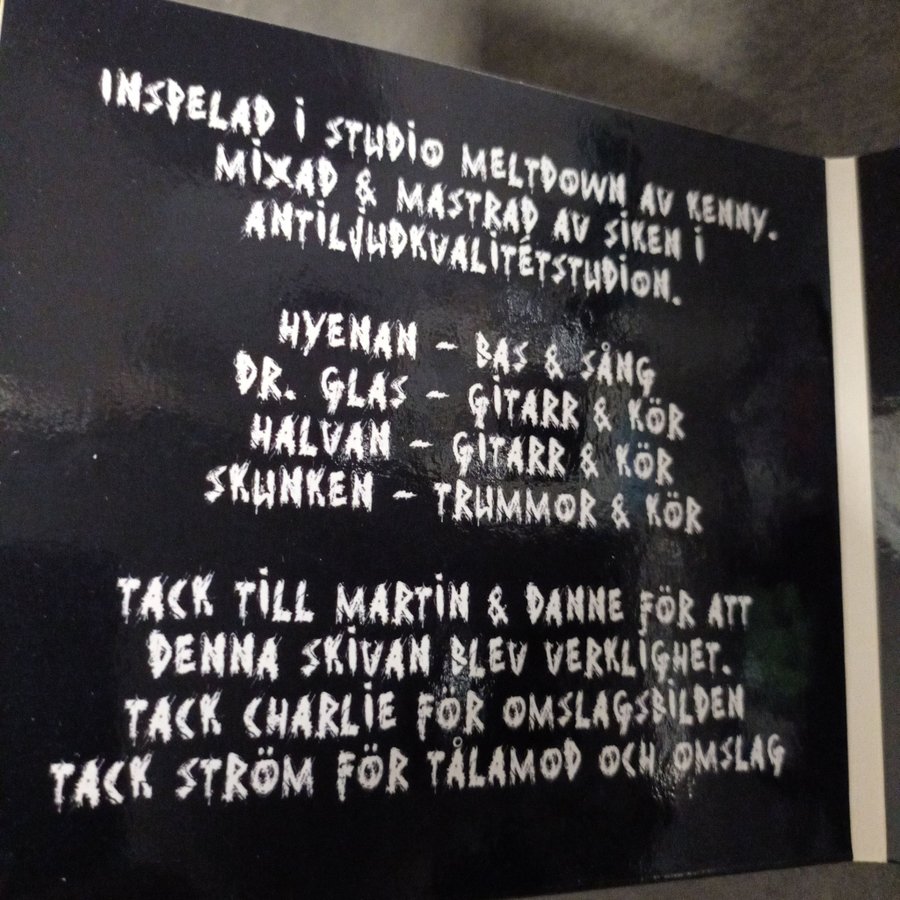 INSPELAD I STUDIO MELTDOWN AV KENNY.
MIXAD & MASTRAD AV SIKEN I
ANTILJUDKVALITÉTSTUDION.
HYENAN - BAS & SÅNG
DR. GLAS - GITARR & KÖR
HALVAN - GITARR & KÖR
SKUNKEN - TRUMMOR & KÖR
TACK TILL MARTIN & DANNE FÖR ATT
DENNA SKIVAN BLEV VERKLIGHET.
TACK CHARLIE FÖR OMSLAGSBILDEN
TACK STRÖM FÖR TÅLAMOD OCH OMSLAG